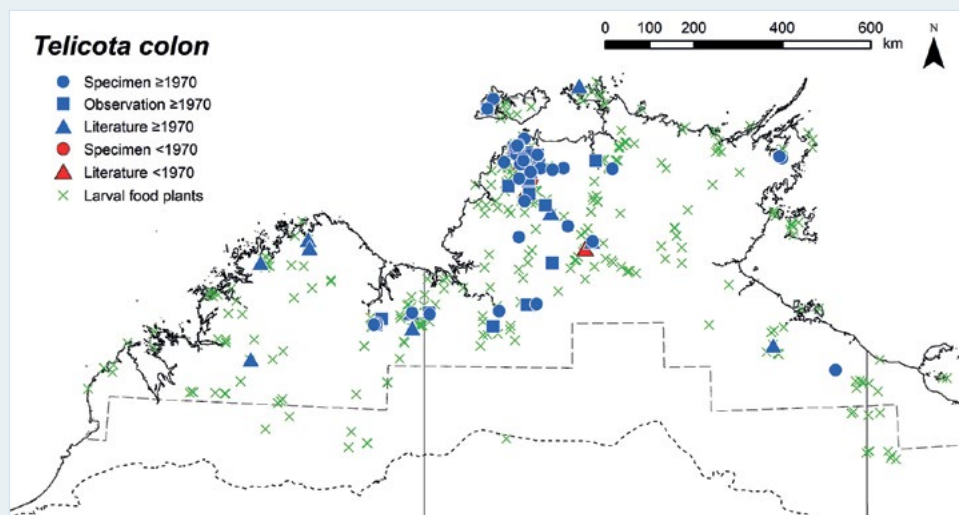 Telicota colon
Specimen ≥1970
Observation ≥1970
Literature ≥1970
Specimen <1970
Literature <1970
Larval food plants
0 100 200 400 600
km
N